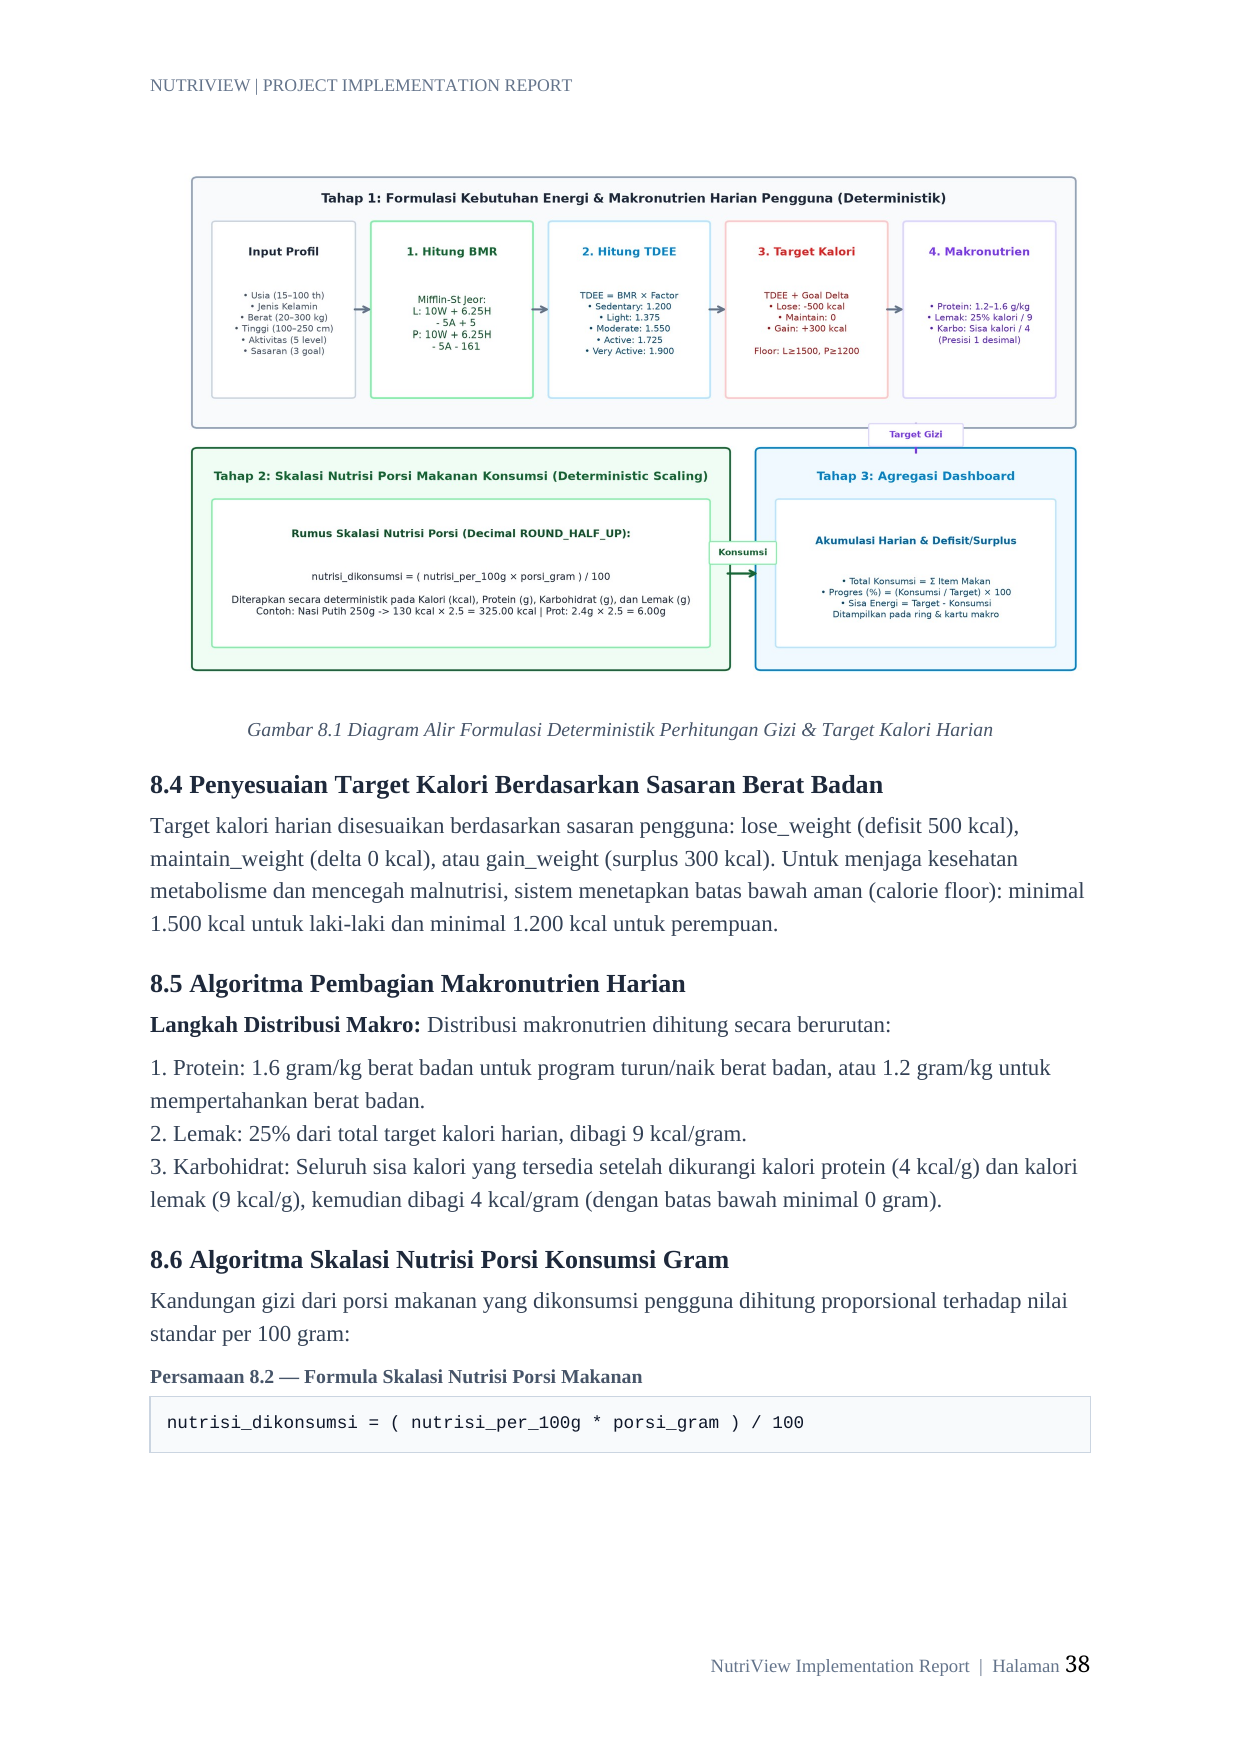 NUTRIVIEW | PROJECT IMPLEMENTATION REPORT
Tahap 1: Formulasi Kebutuhan Energi & Makronutrien Harian Pengguna (Deterministik)
Input Profil
• Usia (15–100 th)
• Jenis Kelamin
• Berat (20–300 kg)
• Tinggi (100–250 cm)
• Aktivitas (5 level)
• Sasaran (3 goal)
1. Hitung BMR
Mifflin-St Jeor:
L: 10W + 6.25H
- 5A + 5
P: 10W + 6.25H
- 5A - 161
2. Hitung TDEE
TDEE = BMR × Factor
• Sedentary: 1.200
• Light: 1.375
• Moderate: 1.550
• Active: 1.725
• Very Active: 1.900
3. Target Kalori
TDEE + Goal Delta
• Lose: -500 kcal
• Maintain: 0
• Gain: +300 kcal
Floor: L≥1500, P≥1200
4. Makronutrien
• Protein: 1.2–1.6 g/kg
• Lemak: 25% kalori / 9
• Karbo: Sisa kalori / 4
(Presisi 1 desimal)
Target Gizi
Tahap 2: Skalasi Nutrisi Porsi Makanan Konsumsi (Deterministic Scaling)
Rumus Skalasi Nutrisi Porsi (Decimal ROUND_HALF_UP):
nutrisi_dikonsumsi = ( nutrisi_per_100g × porsi_gram ) / 100
Diterapkan secara deterministik pada Kalori (kcal), Protein (g), Karbohidrat (g), dan Lemak (g)
Contoh: Nasi Putih 250g -> 130 kcal × 2.5 = 325.00 kcal | Prot: 2.4g × 2.5 = 6.00g
Konsumsi
Tahap 3: Agregasi Dashboard
Akumulasi Harian & Defisit/Surplus
• Total Konsumsi = Σ Item Makan
• Progres (%) = (Konsumsi / Target) × 100
• Sisa Energi = Target - Konsumsi
Ditampilkan pada ring & kartu makro
Gambar 8.1 Diagram Alir Formulasi Deterministik Perhitungan Gizi & Target Kalori Harian
8.4 Penyesuaian Target Kalori Berdasarkan Sasaran Berat Badan
Target kalori harian disesuaikan berdasarkan sasaran pengguna: lose_weight (defisit 500 kcal),
maintain_weight (delta 0 kcal), atau gain_weight (surplus 300 kcal). Untuk menjaga kesehatan
metabolisme dan mencegah malnutrisi, sistem menetapkan batas bawah aman (calorie floor): minimal
1.500 kcal untuk laki-laki dan minimal 1.200 kcal untuk perempuan.
8.5 Algoritma Pembagian Makronutrien Harian
Langkah Distribusi Makro: Distribusi makronutrien dihitung secara berurutan:
1. Protein: 1.6 gram/kg berat badan untuk program turun/naik berat badan, atau 1.2 gram/kg untuk
mempertahankan berat badan.
2. Lemak: 25% dari total target kalori harian, dibagi 9 kcal/gram.
3. Karbohidrat: Seluruh sisa kalori yang tersedia setelah dikurangi kalori protein (4 kcal/g) dan kalori
lemak (9 kcal/g), kemudian dibagi 4 kcal/gram (dengan batas bawah minimal 0 gram).
8.6 Algoritma Skalasi Nutrisi Porsi Konsumsi Gram
Kandungan gizi dari porsi makanan yang dikonsumsi pengguna dihitung proporsional terhadap nilai
standar per 100 gram:
Persamaan 8.2 — Formula Skalasi Nutrisi Porsi Makanan
nutrisi_dikonsumsi = ( nutrisi_per_100g * porsi_gram ) / 100
NutriView Implementation Report | Halaman 38